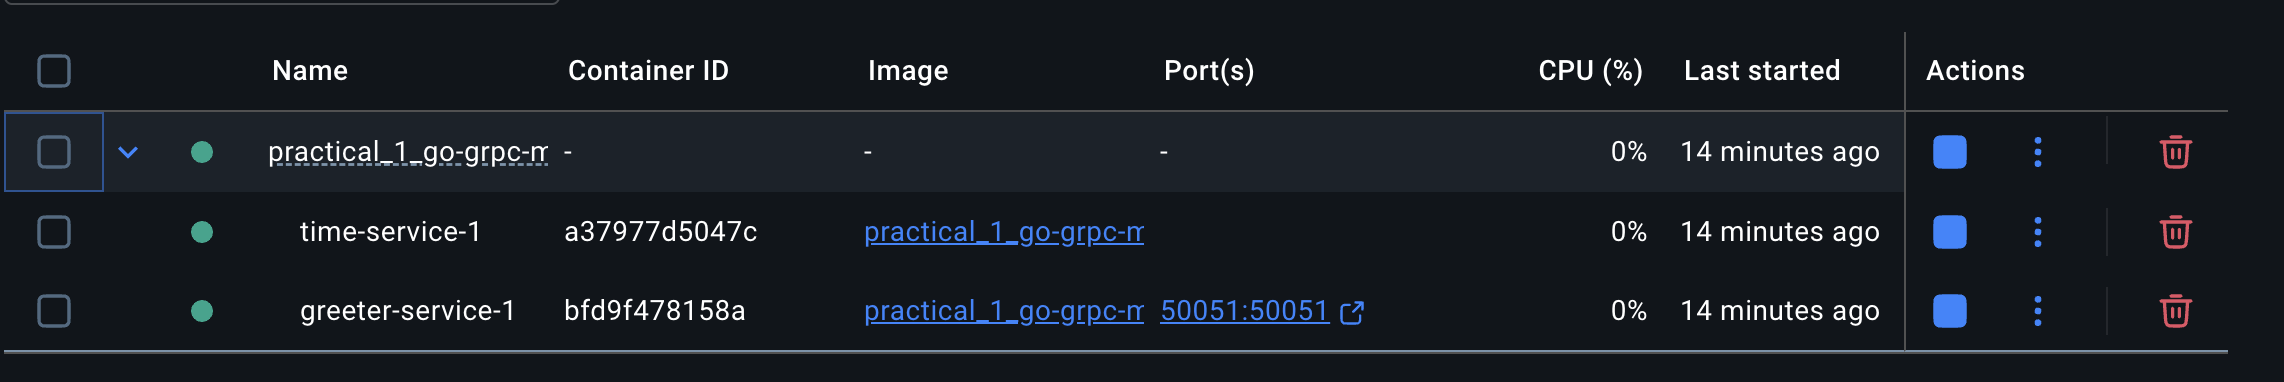 Name Container ID Image Port(s) CPU (%) Last started Actions
practical_1_go-grpc-m - - - 0% 14 minutes ago
time-service-1 a37977d5047c practical_1_go-grpc-m 0% 14 minutes ago
greeter-service-1 bfd9f478158a practical_1_go-grpc-m 50051:50051 0% 14 minutes ago